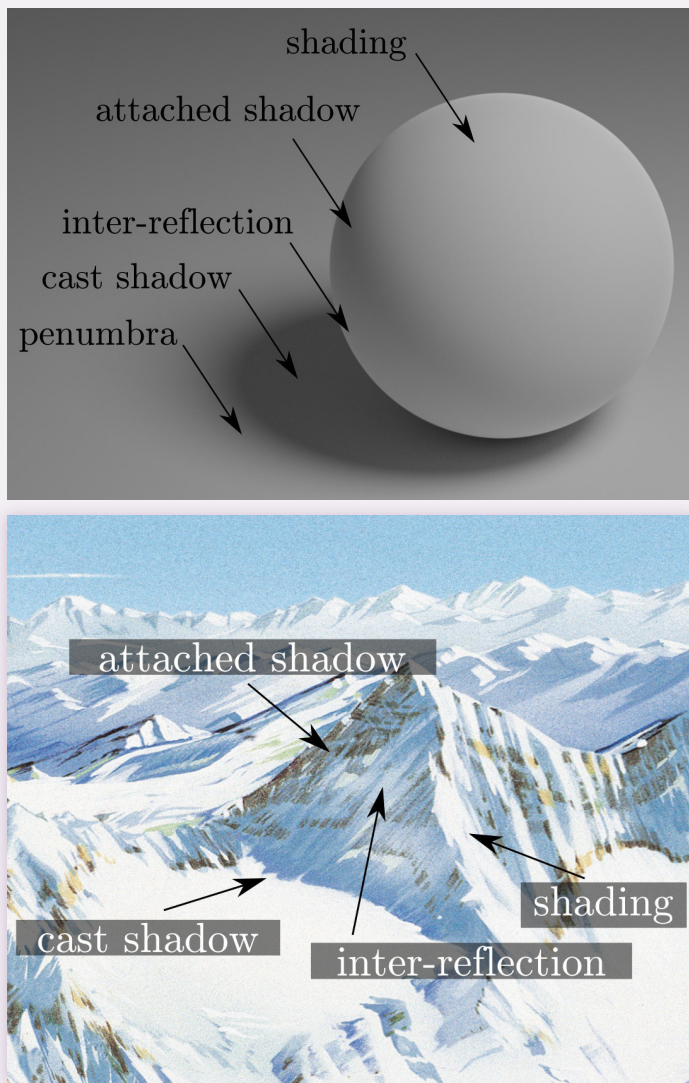 shading
attached shadow
inter-reflection
cast shadow
penumbra
attached shadow
shading
cast shadow
inter-reflection